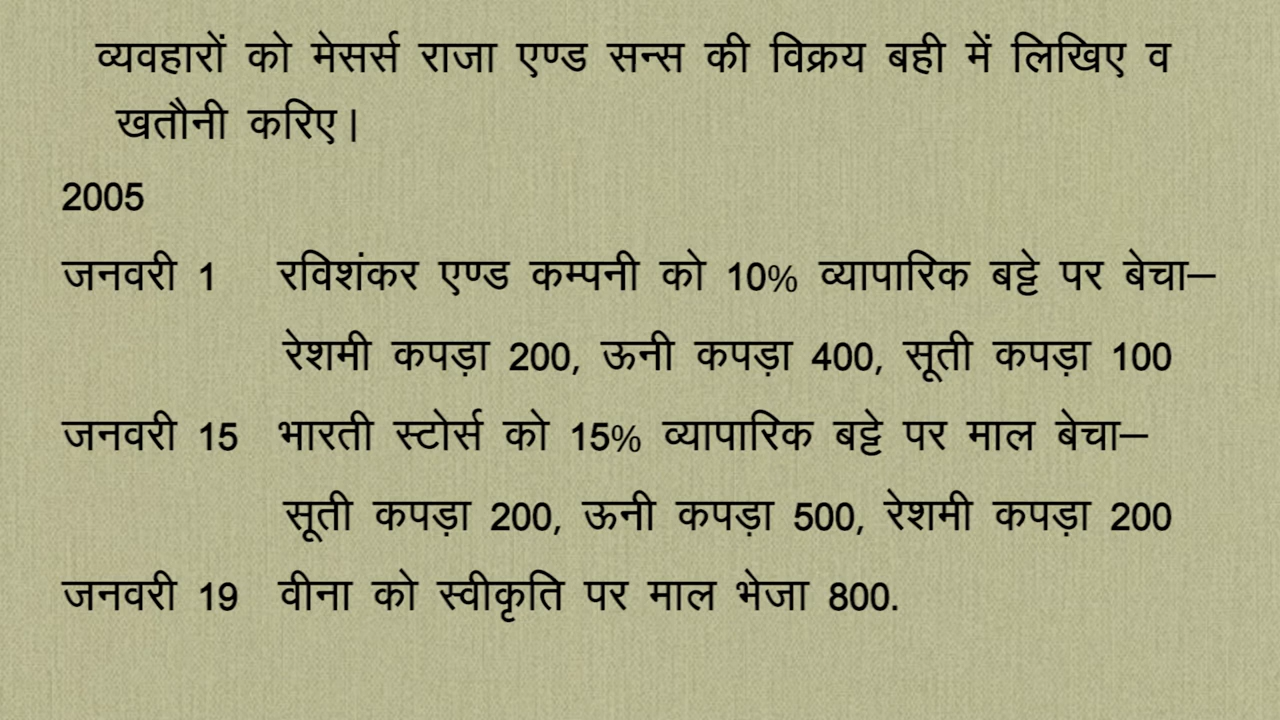 व्यवहारों को मेसर्स राजा एण्ड सन्स की विक्रय बही में लिखिए व
खतौनी करिए।
2005
जनवरी 1 रविशंकर एण्ड कम्पनी को 10% व्यापारिक बट्टे पर बेचा–
रेशमी कपड़ा 200, ऊनी कपड़ा 400, सूती कपड़ा 100
जनवरी 15 भारती स्टोर्स को 15% व्यापारिक बट्टे पर माल बेचा–
सूती कपड़ा 200, ऊनी कपड़ा 500, रेशमी कपड़ा 200
जनवरी 19 वीना को स्वीकृति पर माल भेजा 800.